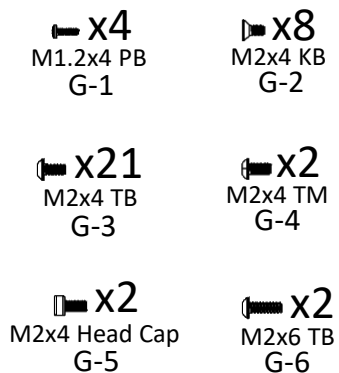 x4
M1.2x4 PB
G-1
x8
M2x4 KB
G-2
x21
M2x4 TB
G-3
x2
M2x4 TM
G-4
x2
M2x4 Head Cap
G-5
x2
M2x6 TB
G-6